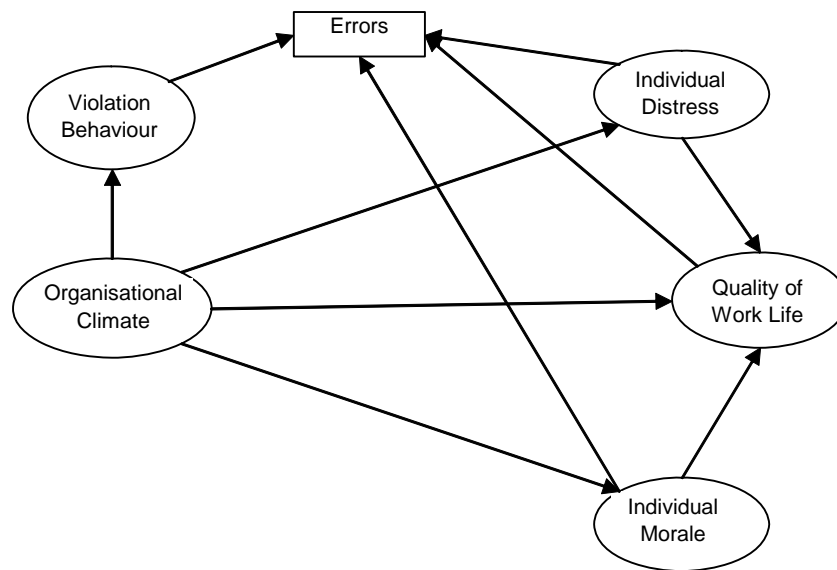 Errors
Violation
Behaviour
Individual
Distress
Organisational
Climate
Quality of
Work Life
Individual
Morale